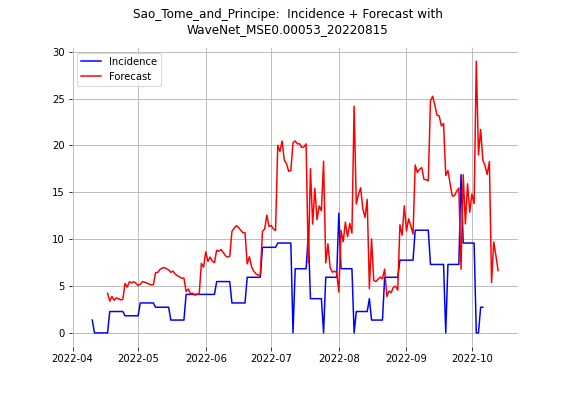 Sao_Tome_and_Principe:  Incidence + Forecast with
WaveNet_MSE0.00053_20220815
Incidence
Forecast
30
25
20
15
10
5
0
2022-04 2022-05 2022-06 2022-07 2022-08 2022-09 2022-10